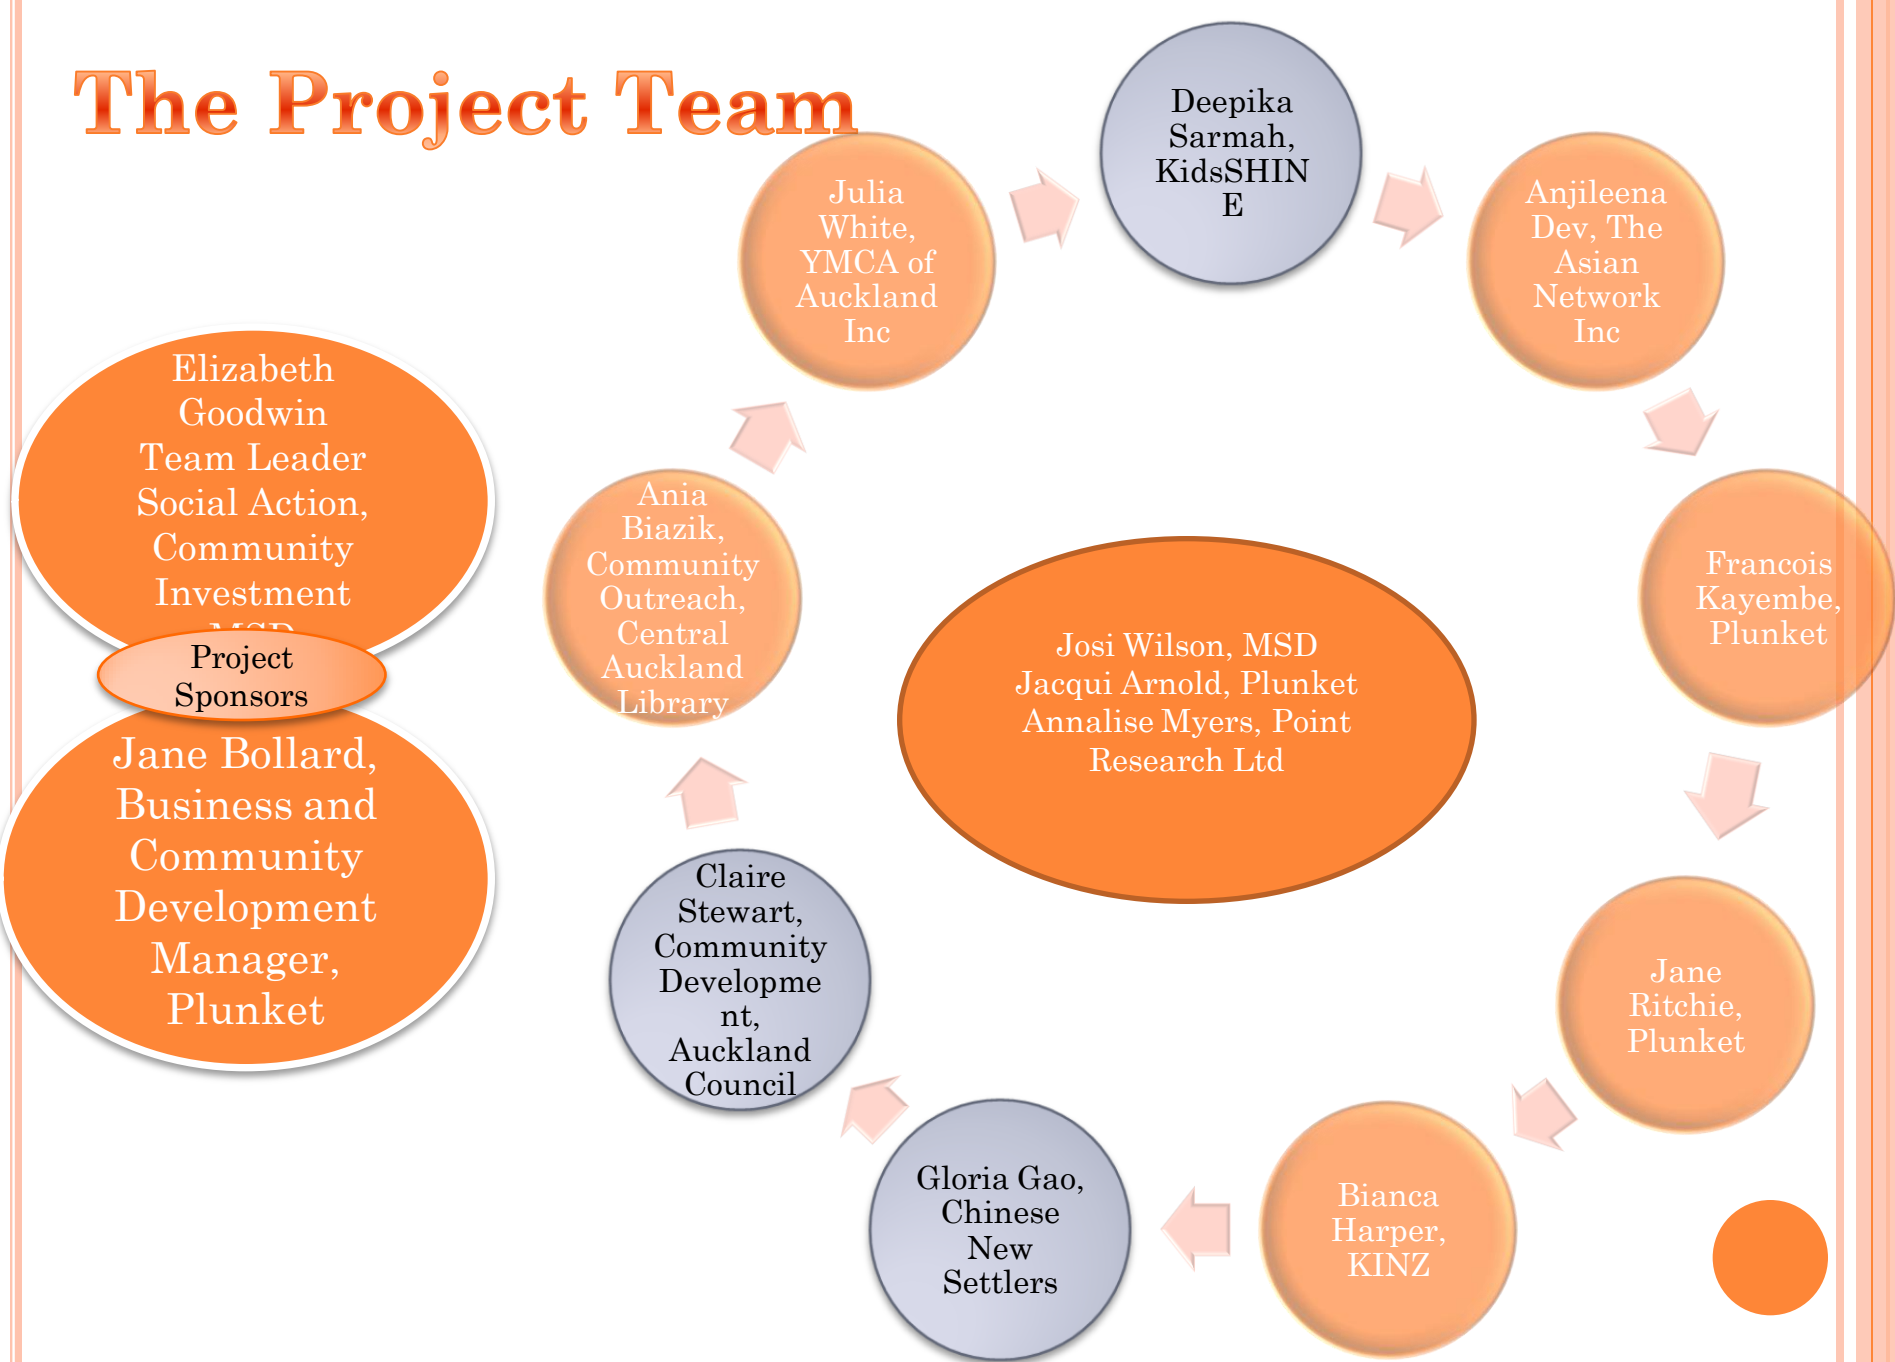 The Project Team
Deepika
Sarmah,
KidsSHIN
E
Anjileena
Dev, The
Asian
Network
Inc
Francois
Kayembe,
Plunket
Jane
Ritchie,
Plunket
Bianca
Harper,
KINZ
Gloria Gao,
Chinese
New
Settlers
Claire
Stewart,
Community
Developme
nt,
Auckland
Council
Ania
Biazik,
Community
Outreach,
Central
Auckland
Library
Julia
White,
YMCA of
Auckland
Inc
Josi Wilson, MSD
Jacqui Arnold, Plunket
Annalise Myers, Point
Research Ltd
Elizabeth
Goodwin
Team Leader
Social Action,
Community
Investment
MSD
Project
Sponsors
Jane Bollard,
Business and
Community
Development
Manager,
Plunket